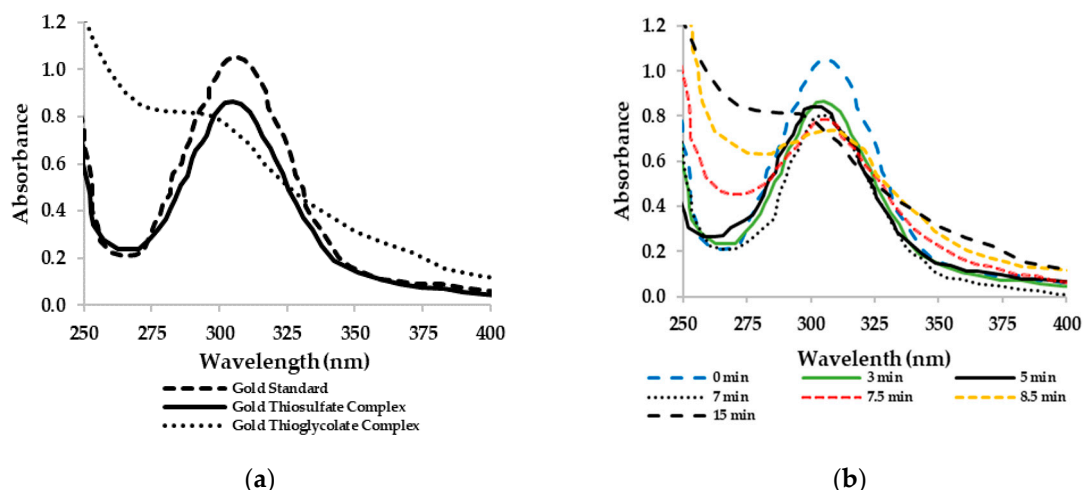 1.2
1.0
0.8
0.6
0.4
0.2
0.0
Absorbance
250 275 300 325 350 375 400
Wavelength (nm)
Gold Standard
Gold Thiosulfate Complex
Gold Thioglycolate Complex
(a)
1.2
1.0
0.8
0.6
0.4
0.2
0.0
Absorbance
250 275 300 325 350 375 400
Wavelenth (nm)
0 min 3 min 5 min
7 min 7.5 min 8.5 min
15 min
(b)